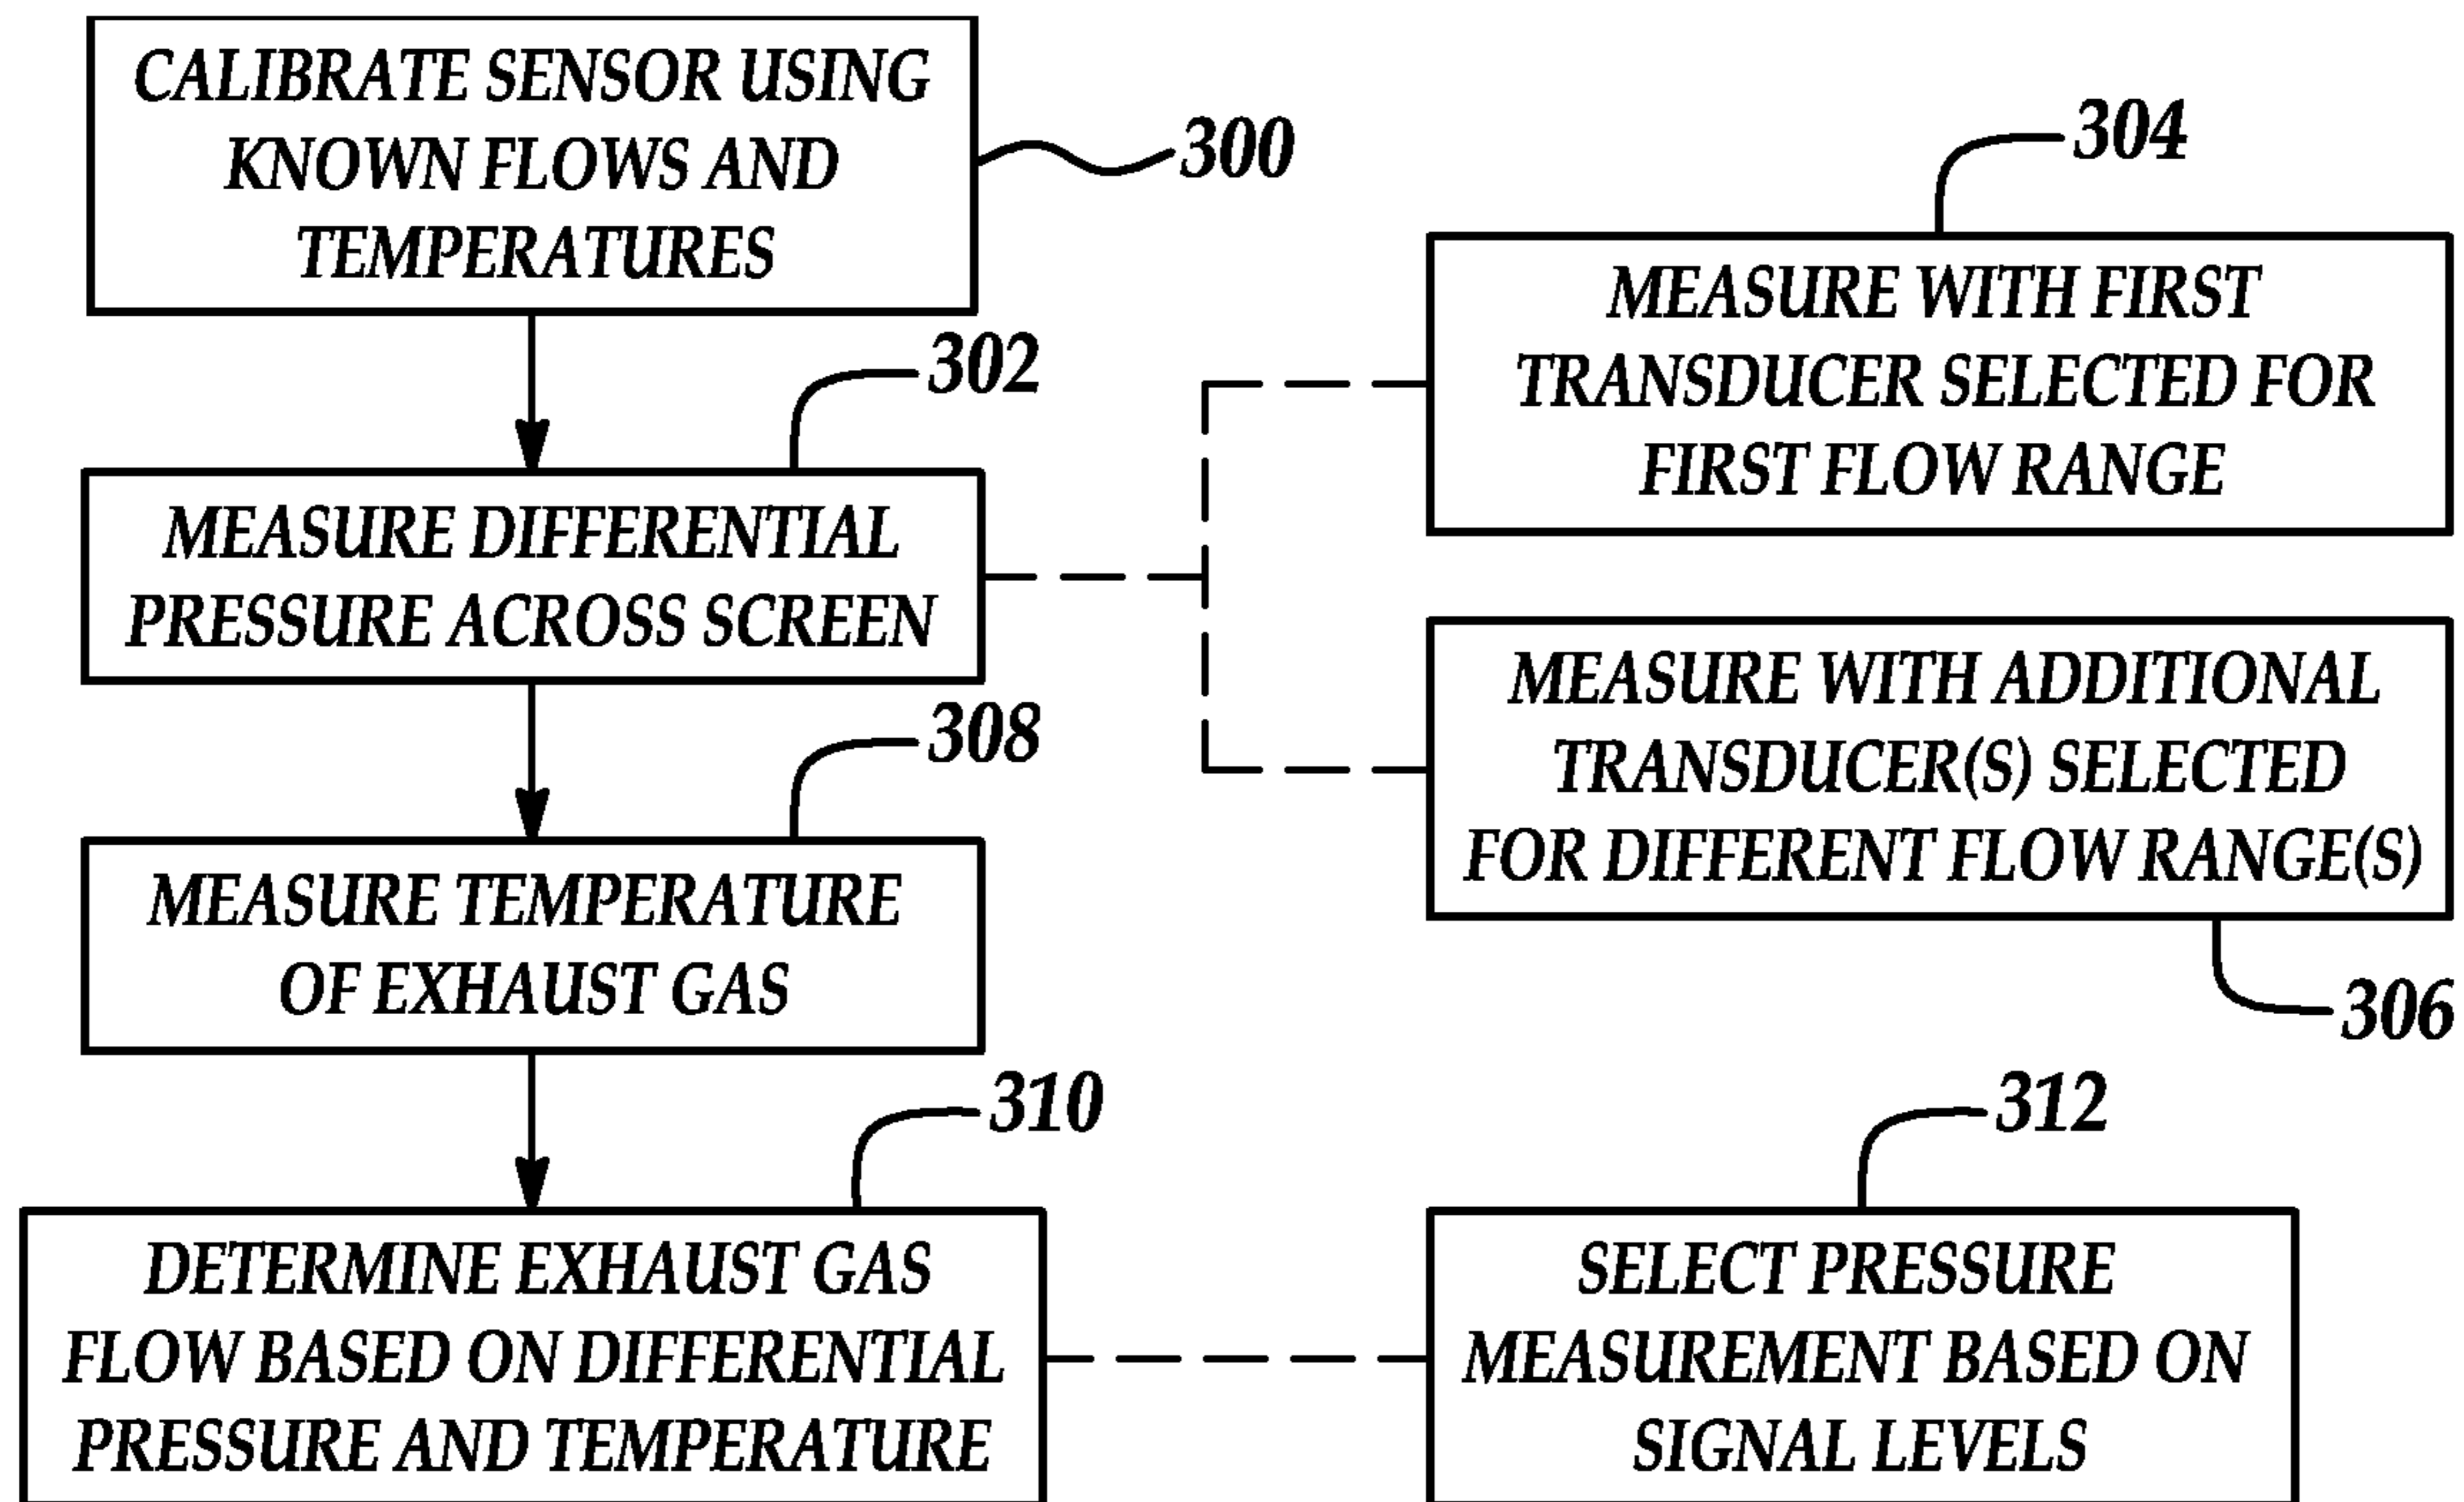 CALIBRATE SENSOR USING
KNOWN FLOWS AND
TEMPERATURES
300
304
MEASURE WITH FIRST
TRANSDUCER SELECTED FOR
FIRST FLOW RANGE
302
MEASURE DIFFERENTIAL
PRESSURE ACROSS SCREEN
MEASURE WITH ADDITIONAL
TRANSDUCER(S) SELECTED
FOR DIFFERENT FLOW RANGE(S)
306
308
MEASURE TEMPERATURE
OF EXHAUST GAS
310
DETERMINE EXHAUST GAS
FLOW BASED ON DIFFERENTIAL
PRESSURE AND TEMPERATURE
312
SELECT PRESSURE
MEASUREMENT BASED ON
SIGNAL LEVELS